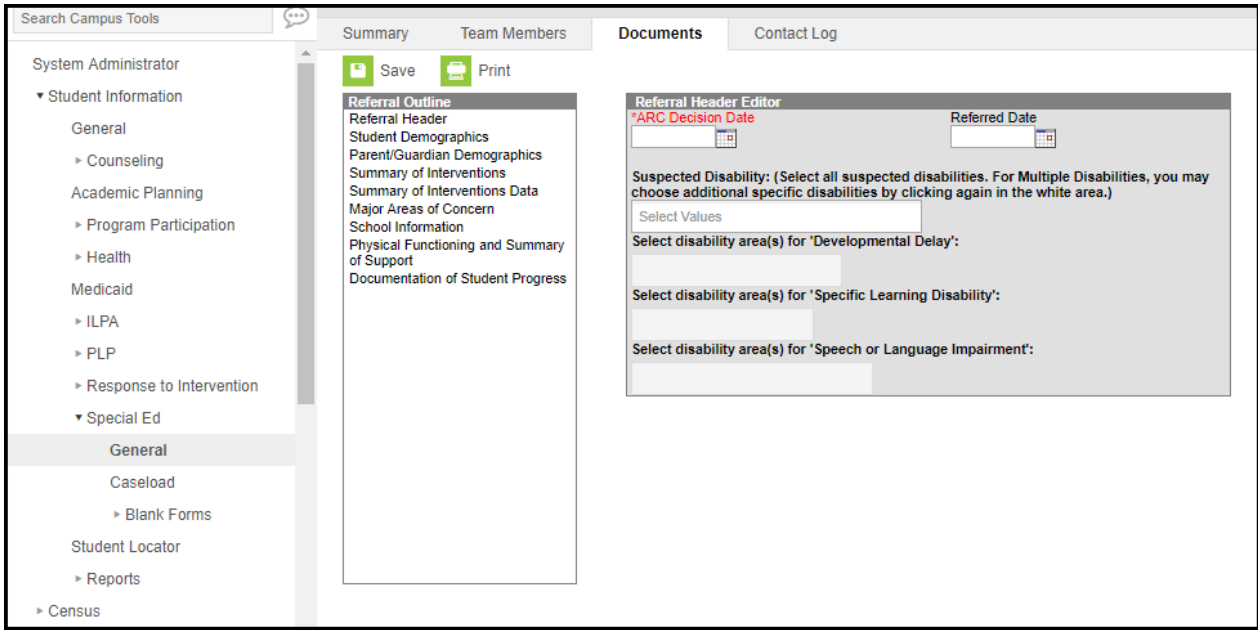 Search Campus Tools
System Administrator
Student Information
General
Counseling
Academic Planning
Program Participation
Health
Medicaid
ILPA
PLP
Response to Intervention
Special Ed
General
Caseload
Blank Forms
Student Locator
Reports
Census
Summary
Team Members
Documents
Contact Log
Save
Print
Referral Outline
Referral Header
Student Demographics
Parent/Guardian Demographics
Summary of Interventions
Summary of Interventions Data
Major Areas of Concern
School Information
Physical Functioning and Summary
of Support
Documentation of Student Progress
Referral Header Editor
*ARC Decision Date
Referred Date
Suspected Disability: (Select all suspected disabilities. For Multiple Disabilities, you may
choose additional specific disabilities by clicking again in the white area.)
Select Values
Select disability area(s) for 'Developmental Delay':
Select disability area(s) for 'Specific Learning Disability':
Select disability area(s) for 'Speech or Language Impairment':